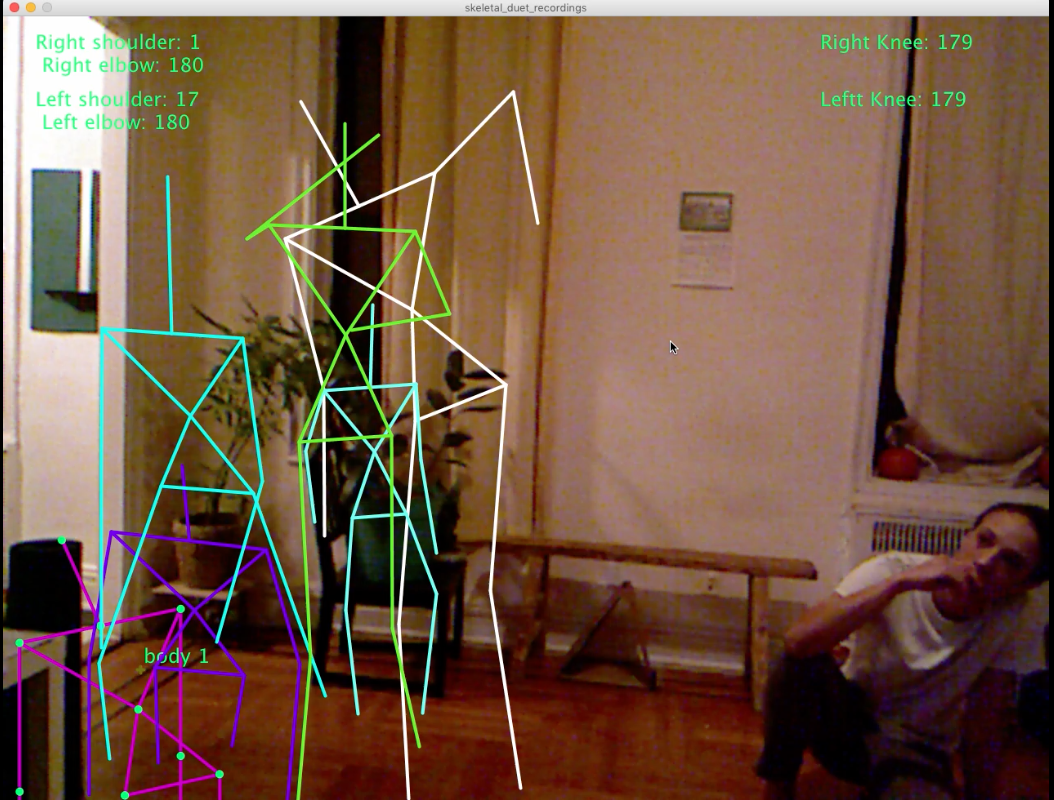 skeletal_duet_recordings
Right shoulder: 1
Right elbow: 180
Left shoulder: 17
Left elbow: 180
Right Knee: 179
Leftt Knee: 179
body 1